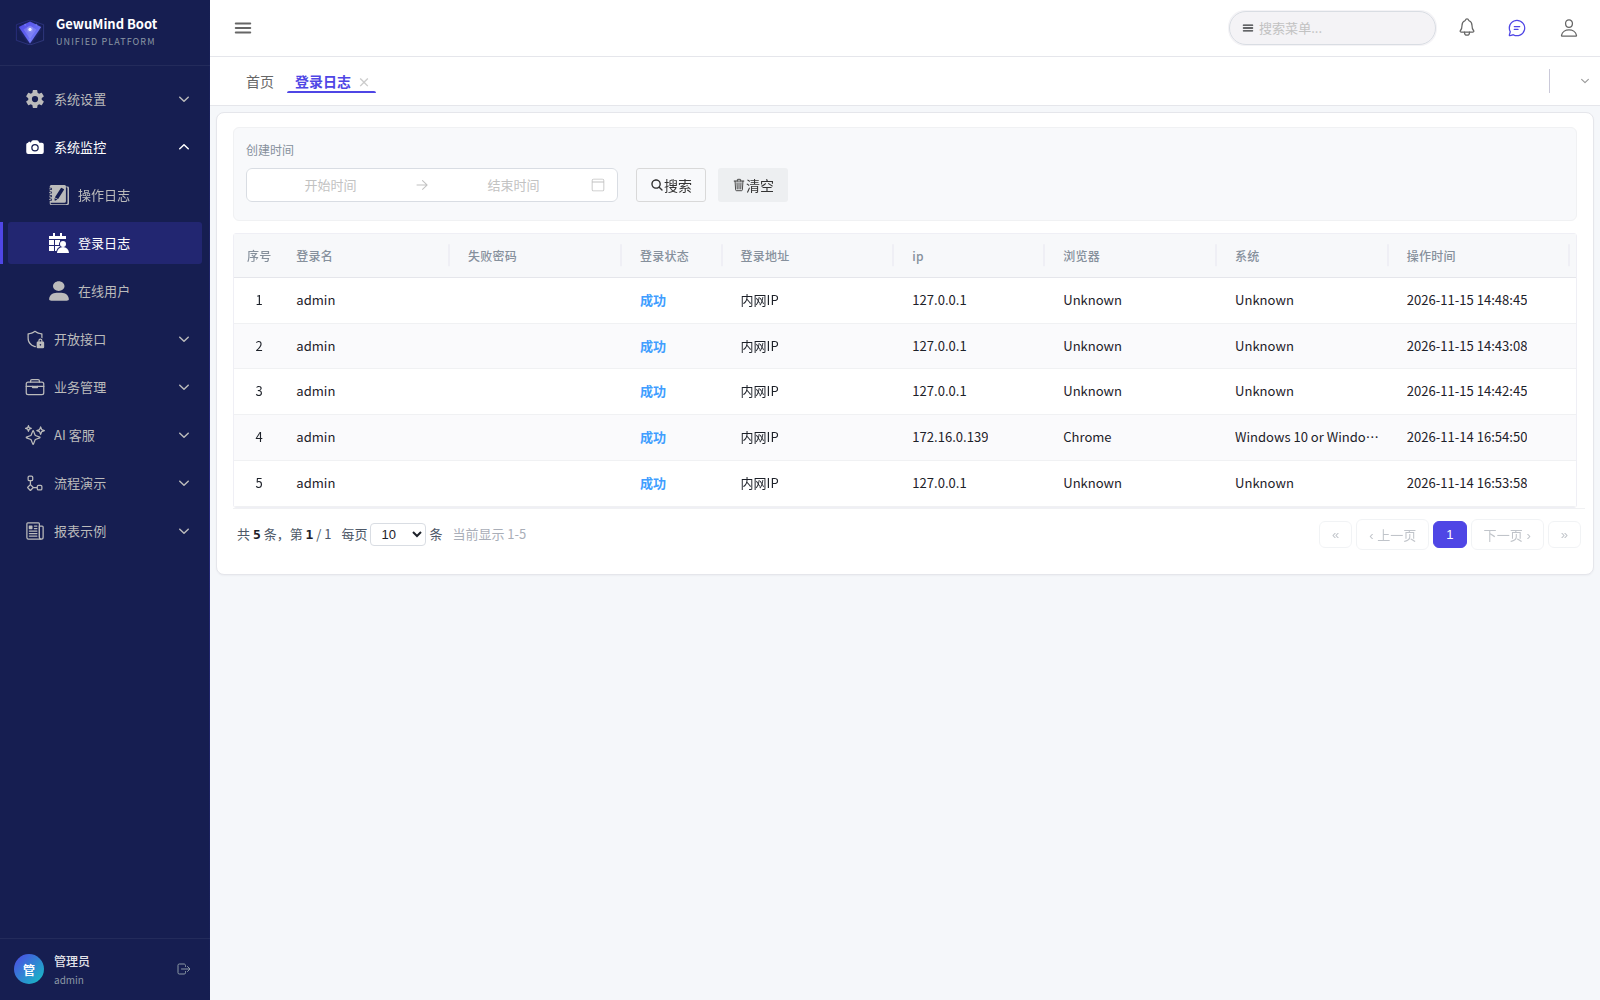 GewuMind Boot
UNIFIED PLATFORM
搜索菜单...
首页
登录日志
系统设置
系统监控
操作日志
登录日志
在线用户
开放接口
业务管理
AI 客服
流程演示
报表示例
管
管理员
admin
创建时间
开始时间
结束时间
搜索
清空
序号 登录名 失败密码 登录状态 登录地址 ip 浏览器 系统 操作时间
1 admin 成功 内网IP 127.0.0.1 Unknown Unknown 2026-11-15 14:48:45
2 admin 成功 内网IP 127.0.0.1 Unknown Unknown 2026-11-15 14:43:08
3 admin 成功 内网IP 127.0.0.1 Unknown Unknown 2026-11-15 14:42:45
4 admin 成功 内网IP 172.16.0.139 Chrome Windows 10 or Windo··· 2026-11-14 16:54:50
5 admin 成功 内网IP 127.0.0.1 Unknown Unknown 2026-11-14 16:53:58
共 5 条，第 1 / 1 每页 10 条 当前显示 1-5
« ‹ 上一页 1 下一页 › »